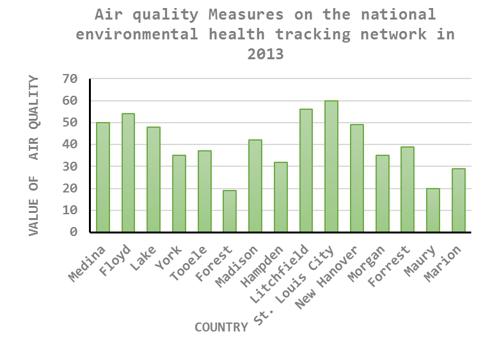 Air quality Measures on the national
environmental health tracking network in
2013
VALUE OF  AIR QUALITY
70
60
50
40
30
20
10
0
Medina
Floyd
Lake
York
Tooele
Forest
Madison
Hampden
Litchfield
St. Louis City
New Hanover
Morgan
Forrest
Maury
Marion
COUNTRY